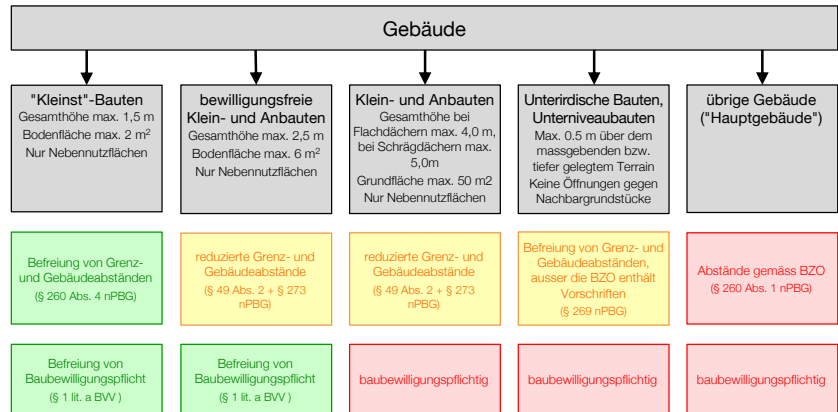 Gebäude
"Kleinst"-Bauten
Gesamthöhe max. 1,5 m
Bodenfläche max. 2 m²
Nur Nebennutzflächen
bewilligungsfreie
Klein- und Anbauten
Gesamthöhe max. 2,5 m
Bodenfläche max. 6 m²
Nur Nebennutzflächen
Klein- und Anbauten
Gesamthöhe bei
Flachdächern max. 4,0 m,
bei Schrägdächern max.
5,0m
Grundfläche max. 50 m2
Nur Nebennutzflächen
Unterirdische Bauten,
Unterniveaubauten
Max. 0.5 m über dem
massgebenden bzw.
tiefer gelegtem Terrain
Keine Öffnungen gegen
Nachbargrundstücke
übrige Gebäude
("Hauptgebäude")
Befreiung von Grenz-
und Gebäudeabständen
(§ 260 Abs. 4 nPBG)
reduzierte Grenz- und
Gebäudeabstände
(§ 49 Abs. 2 + § 273
nPBG)
reduzierte Grenz- und
Gebäudeabstände
(§ 49 Abs. 2 + § 273
nPBG)
Befreiung von Grenz- und
Gebäudeabständen,
ausser die BZO enthält
Vorschriften
(§ 269 nPBG)
Abstände gemäss BZO
(§ 260 Abs. 1 nPBG)
Befreiung von
Baubewilligungspflicht
(§ 1 lit. a BVV )
Befreiung von
Baubewilligungspflicht
(§ 1 lit. a BVV )
baubewilligungspflichtig
baubewilligungspflichtig
baubewilligungspflichtig